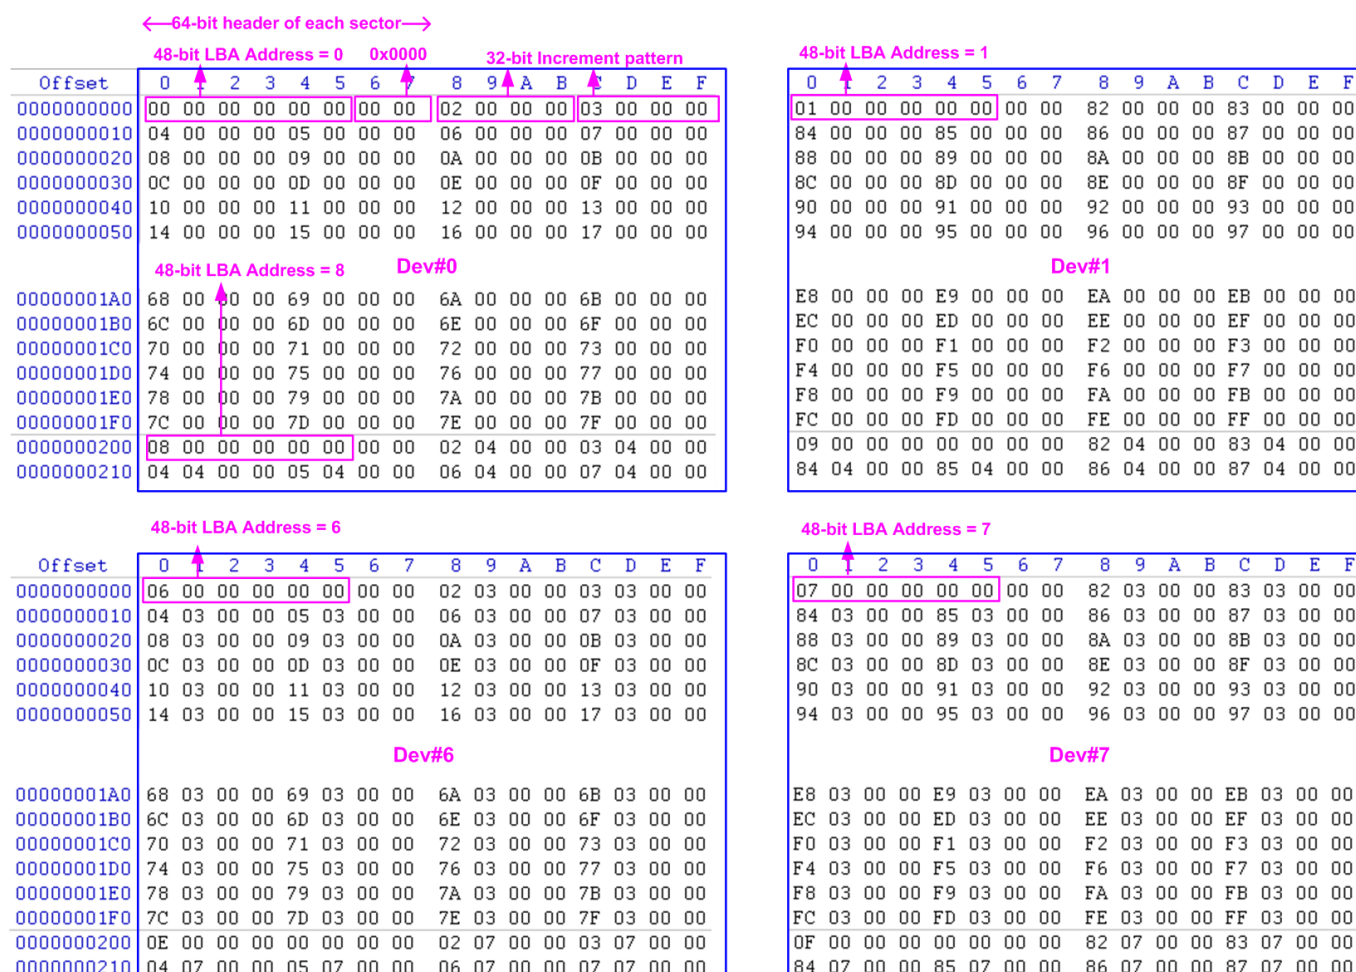 64-bit header of each sector
48-bit LBA Address = 0 0x0000 32-bit Increment pattern
Offset 0 1 2 3 4 5 6 7 8 9 A B C D E F
0000000000 00 00 00 00 00 00 00 00 02 00 00 00 03 00 00 00
0000000010 04 00 00 00 05 00 00 00 06 00 00 00 07 00 00 00
0000000020 08 00 00 00 09 00 00 00 0A 00 00 00 0B 00 00 00
0000000030 0C 00 00 00 0D 00 00 00 0E 00 00 00 0F 00 00 00
0000000040 10 00 00 00 11 00 00 00 12 00 00 00 13 00 00 00
0000000050 14 00 00 00 15 00 00 00 16 00 00 00 17 00 00 00
48-bit LBA Address = 8 Dev#0
00000001A0 68 00 00 00 69 00 00 00 6A 00 00 00 6B 00 00 00
00000001B0 6C 00 00 00 6D 00 00 00 6E 00 00 00 6F 00 00 00
00000001C0 70 00 00 00 71 00 00 00 72 00 00 00 73 00 00 00
00000001D0 74 00 00 00 75 00 00 00 76 00 00 00 77 00 00 00
00000001E0 78 00 00 00 79 00 00 00 7A 00 00 00 7B 00 00 00
00000001F0 7C 00 00 00 7D 00 00 00 7E 00 00 00 7F 00 00 00
0000000200 08 00 00 00 00 00 00 00 02 04 00 00 03 04 00 00
0000000210 04 04 00 00 05 04 00 00 06 04 00 00 07 04 00 00
48-bit LBA Address = 1
0 1 2 3 4 5 6 7 8 9 A B C D E F
01 00 00 00 00 00 00 00 82 00 00 00 83 00 00 00
84 00 00 00 85 00 00 00 86 00 00 00 87 00 00 00
88 00 00 00 89 00 00 00 8A 00 00 00 8B 00 00 00
8C 00 00 00 8D 00 00 00 8E 00 00 00 8F 00 00 00
90 00 00 00 91 00 00 00 92 00 00 00 93 00 00 00
94 00 00 00 95 00 00 00 96 00 00 00 97 00 00 00
Dev#1
E8 00 00 00 E9 00 00 00 EA 00 00 00 EB 00 00 00
EC 00 00 00 ED 00 00 00 EE 00 00 00 EF 00 00 00
F0 00 00 00 F1 00 00 00 F2 00 00 00 F3 00 00 00
F4 00 00 00 F5 00 00 00 F6 00 00 00 F7 00 00 00
F8 00 00 00 F9 00 00 00 FA 00 00 00 FB 00 00 00
FC 00 00 00 FD 00 00 00 FE 00 00 00 FF 00 00 00
09 00 00 00 00 00 00 00 82 04 00 00 83 04 00 00
84 04 00 00 85 04 00 00 86 04 00 00 87 04 00 00
48-bit LBA Address = 6
Offset 0 1 2 3 4 5 6 7 8 9 A B C D E F
0000000000 06 00 00 00 00 00 00 00 02 03 00 00 03 03 00 00
0000000010 04 03 00 00 05 03 00 00 06 03 00 00 07 03 00 00
0000000020 08 03 00 00 09 03 00 00 0A 03 00 00 0B 03 00 00
0000000030 0C 03 00 00 0D 03 00 00 0E 03 00 00 0F 03 00 00
0000000040 10 03 00 00 11 03 00 00 12 03 00 00 13 03 00 00
0000000050 14 03 00 00 15 03 00 00 16 03 00 00 17 03 00 00
Dev#6
00000001A0 68 03 00 00 69 03 00 00 6A 03 00 00 6B 03 00 00
00000001B0 6C 03 00 00 6D 03 00 00 6E 03 00 00 6F 03 00 00
00000001C0 70 03 00 00 71 03 00 00 72 03 00 00 73 03 00 00
00000001D0 74 03 00 00 75 03 00 00 76 03 00 00 77 03 00 00
00000001E0 78 03 00 00 79 03 00 00 7A 03 00 00 7B 03 00 00
00000001F0 7C 03 00 00 7D 03 00 00 7E 03 00 00 7F 03 00 00
0000000200 0E 00 00 00 00 00 00 00 02 07 00 00 03 07 00 00
0000000210 04 07 00 00 05 07 00 00 06 07 00 00 07 07 00 00
48-bit LBA Address = 7
0 1 2 3 4 5 6 7 8 9 A B C D E F
07 00 00 00 00 00 00 00 82 03 00 00 83 03 00 00
84 03 00 00 85 03 00 00 86 03 00 00 87 03 00 00
88 03 00 00 89 03 00 00 8A 03 00 00 8B 03 00 00
8C 03 00 00 8D 03 00 00 8E 03 00 00 8F 03 00 00
90 03 00 00 91 03 00 00 92 03 00 00 93 03 00 00
94 03 00 00 95 03 00 00 96 03 00 00 97 03 00 00
Dev#7
E8 03 00 00 E9 03 00 00 EA 03 00 00 EB 03 00 00
EC 03 00 00 ED 03 00 00 EE 03 00 00 EF 03 00 00
F0 03 00 00 F1 03 00 00 F2 03 00 00 F3 03 00 00
F4 03 00 00 F5 03 00 00 F6 03 00 00 F7 03 00 00
F8 03 00 00 F9 03 00 00 FA 03 00 00 FB 03 00 00
FC 03 00 00 FD 03 00 00 FE 03 00 00 FF 03 00 00
0F 00 00 00 00 00 00 00 82 07 00 00 83 07 00 00
84 07 00 00 85 07 00 00 86 07 00 00 87 07 00 00